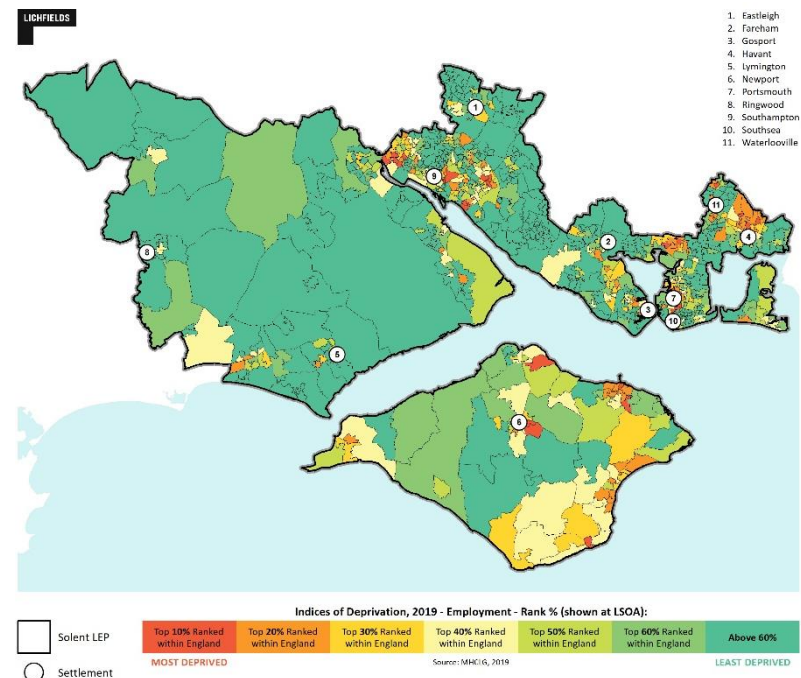 LICHFIELDS
1. Eastleigh
2. Fareham
3. Gosport
4. Havant
5. Lymington
6. Newport
7. Portsmouth
8. Ringwood
9. Southampton
10. Southsea
11. Waterlooville
1
9
11
2
4
8
7
3
10
5
6
Indices of Deprivation, 2019 - Employment - Rank % (shown at LSOA):
Solent LEP
Top 10% Ranked within England
Top 20% Ranked within England
Top 30% Ranked within England
Top 40% Ranked within England
Top 50% Ranked within England
Top 60% Ranked within England
Above 60%
MOST DEPRIVED
Source: MHCLG, 2019
LEAST DEPRIVED
Settlement